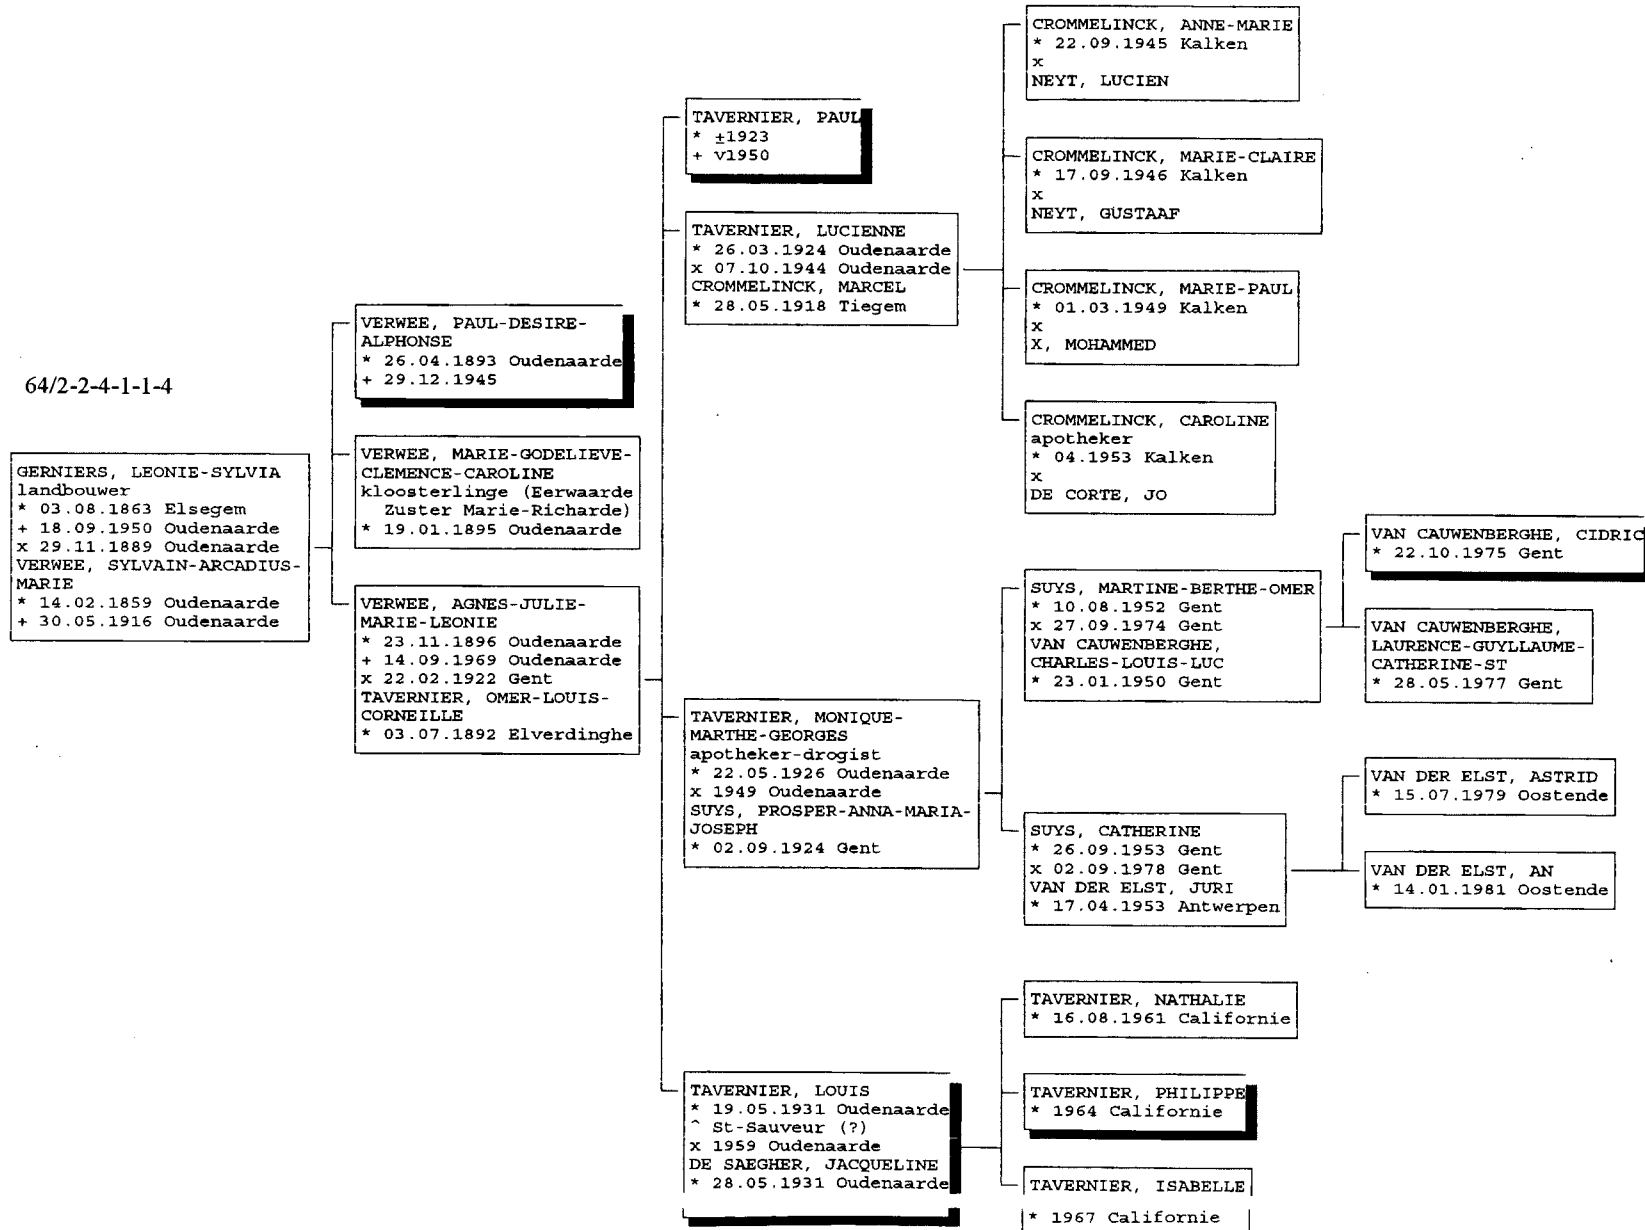 64/2-2-4-1-1-4
GERNIERS, LEONIE-SYLVIA
landbouwer
* 03.08.1863 Elsegem
+ 18.09.1950 Oudenaarde
x 29.11.1889 Oudenaarde
VERWEE, SYLVAIN-ARCADIUS-
MARIE
* 14.02.1859 Oudenaarde
+ 30.05.1916 Oudenaarde
VERWEE, PAUL-DESIRE-
ALPHONSE
* 26.04.1893 Oudenaarde
+ 29.12.1945
VERWEE, MARIE-GODELIEVE-
CLEMENCE-CAROLINE
kloosterlinge (Eerwaarde
Zuster Marie-Richarde)
* 19.01.1895 Oudenaarde
VERWEE, AGNES-JULIE-
MARIE-LEONIE
* 23.11.1896 Oudenaarde
+ 14.09.1969 Oudenaarde
x 22.02.1922 Gent
TAVERNIER, OMER-LOUIS-
CORNEILLE
* 03.07.1892 Elverdinghe
TAVERNIER, PAUL
* ±1923
+ v1950
TAVERNIER, LUCIENNE
* 26.03.1924 Oudenaarde
x 07.10.1944 Oudenaarde
CROMMELINCK, MARCEL
* 28.05.1918 Tiegem
TAVERNIER, MONIQUE-
MARTHE-GEORGES
apotheker-drogist
* 22.05.1926 Oudenaarde
x 1949 Oudenaarde
SUYS, PROSPER-ANNA-MARIA-
JOSEPH
* 02.09.1924 Gent
TAVERNIER, LOUIS
* 19.05.1931 Oudenaarde
^ St-Sauveur (?)
x 1959 Oudenaarde
DE SAEGHER, JACQUELINE
* 28.05.1931 Oudenaarde
CROMMELINCK, ANNE-MARIE
* 22.09.1945 Kalken
x
NEYT, LUCIEN
CROMMELINCK, MARIE-CLAIRE
* 17.09.1946 Kalken
x
NEYT, GUSTAAF
CROMMELINCK, MARIE-PAUL
* 01.03.1949 Kalken
x
X, MOHAMMED
CROMMELINCK, CAROLINE
apotheker
* 04.1953 Kalken
x
DE CORTE, JO
SUYS, MARTINE-BERTHE-OMER
* 10.08.1952 Gent
x 27.09.1974 Gent
VAN CAUWENBERGHE,
CHARLES-LOUIS-LUC
* 23.01.1950 Gent
SUYS, CATHERINE
* 26.09.1953 Gent
x 02.09.1978 Gent
VAN DER ELST, JURI
* 17.04.1953 Antwerpen
TAVERNIER, NATHALIE
* 16.08.1961 Californie
TAVERNIER, PHILIPPE
* 1964 Californie
TAVERNIER, ISABELLE
* 1967 Californie
VAN CAUWENBERGHE, CIDRIC
* 22.10.1975 Gent
VAN CAUWENBERGHE,
LAURENCE-GUYLLAUME-
CATHERINE-ST
* 28.05.1977 Gent
VAN DER ELST, ASTRID
* 15.07.1979 Oostende
VAN DER ELST, AN
* 14.01.1981 Oostende